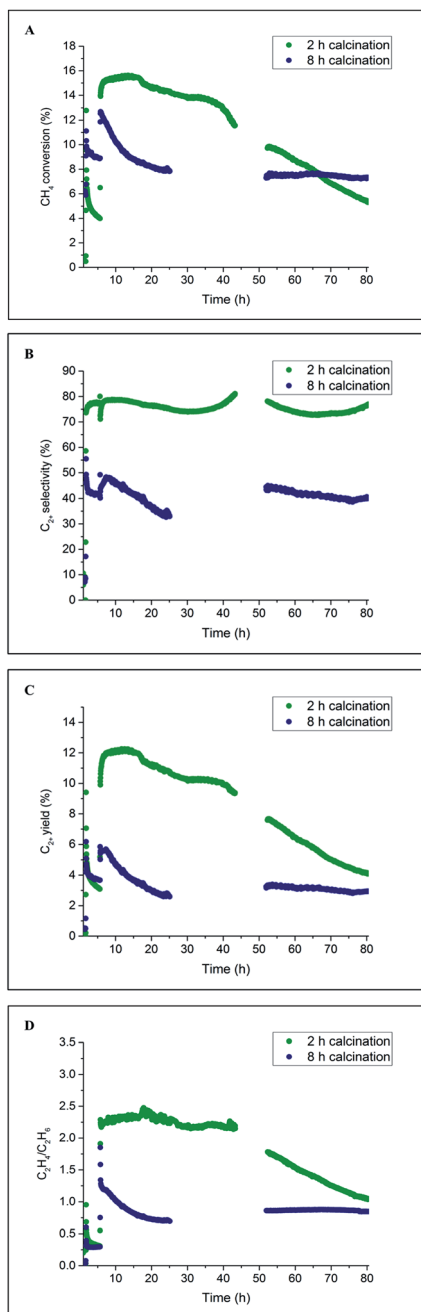 A
2 h calcination
8 h calcination
18
16
14
12
10
8
6
4
2
0
CH4 conversion (%)
10 20 30 40 50 60 70 80
Time (h)
B
2 h calcination
8 h calcination
90
80
70
60
50
40
30
20
10
0
C2+ selectivity (%)
10 20 30 40 50 60 70 80
Time (h)
C
2 h calcination
8 h calcination
14
12
10
8
6
4
2
0
C2+ yield (%)
10 20 30 40 50 60 70 80
Time (h)
D
2 h calcination
8 h calcination
3.5
3.0
2.5
2.0
1.5
1.0
0.5
0.0
C2H4/C2H6
10 20 30 40 50 60 70 80
Time (h)